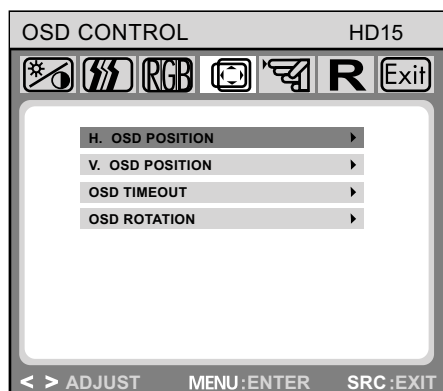 OSD CONTROL HD15
RGB R Exit
H. OSD POSITION
V. OSD POSITION
OSD TIMEOUT
OSD ROTATION
< > ADJUST MENU:ENTER SRC:EXIT